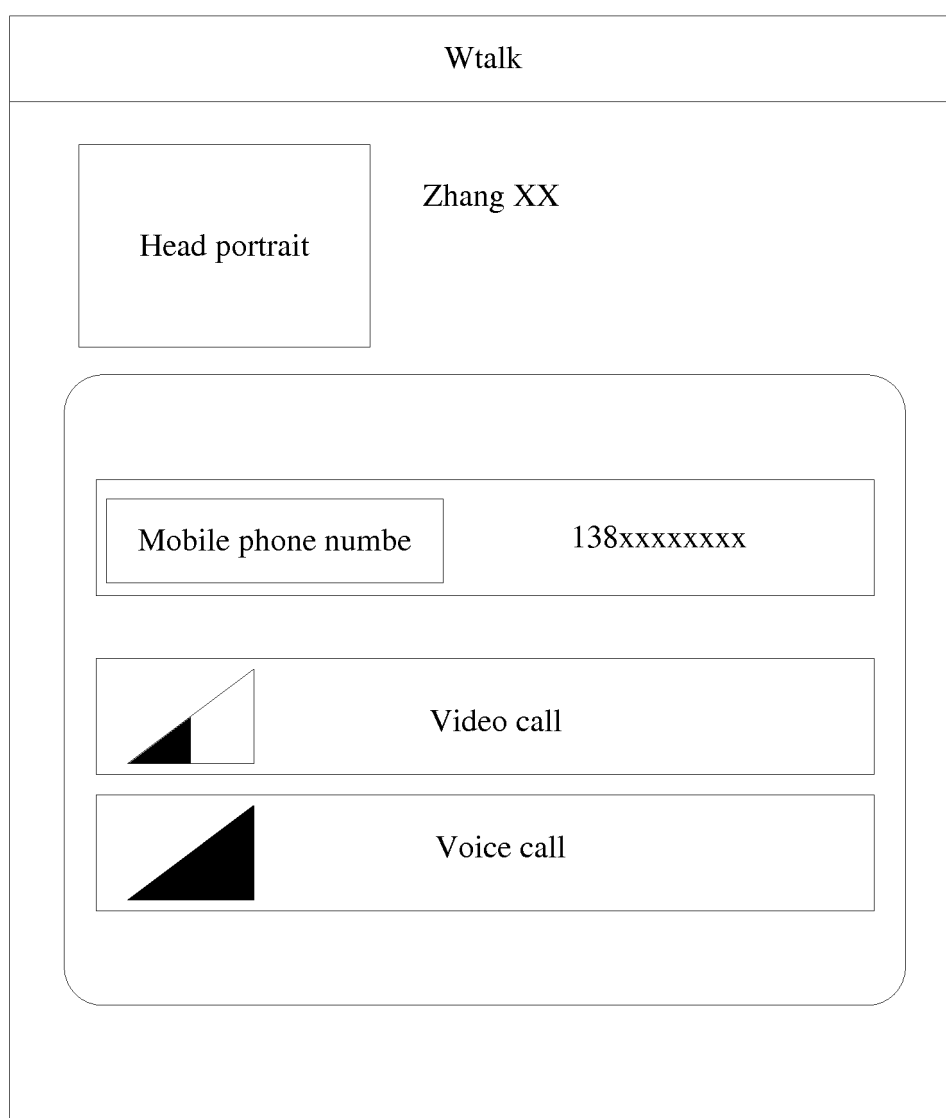 Wtalk
Zhang XX
Head portrait
Mobile phone numbe
138xxxxxxxx
Video call
Voice call